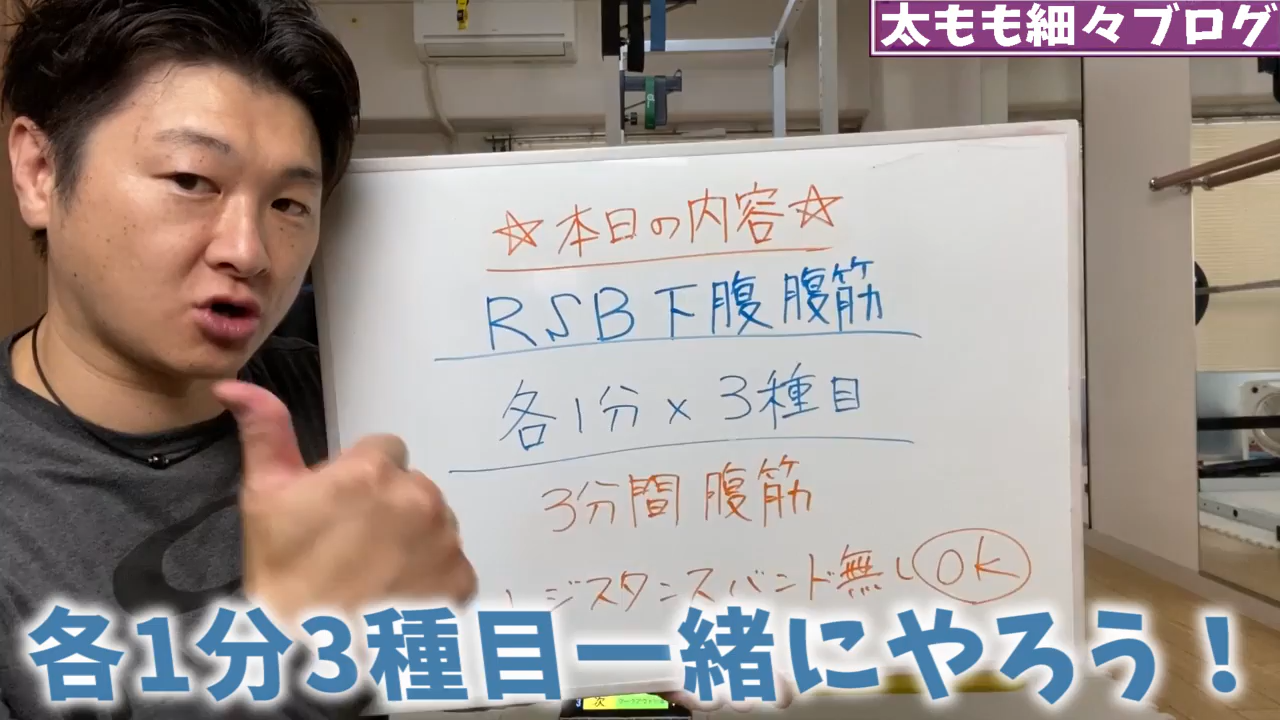 太もも細々ブログ
☆本日の内容☆
RSB下腹腹筋
各1分×3種目
3分間腹筋
レジスタンスバンド無しOK
各1分3種目一緒にやろう！
次